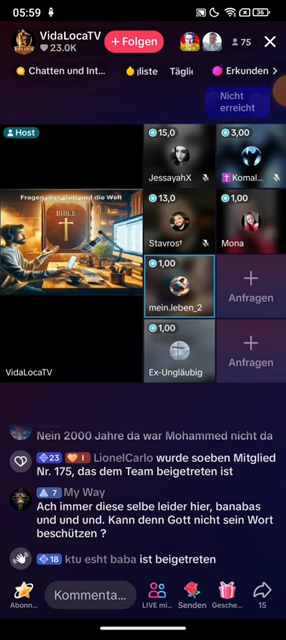 05:59
36
VidaLocaTV
23.0K
+ Folgen
75
Chatten und Int...
liste
Täglic
Erkunden
Nicht
erreicht
Host
15,0
3,00
JessayahX
Komal...
Fragen über Gott und die Welt
BIBLE
13,0
1,00
Stavros†
Mona
1,00
Anfragen
mein.leben_2
1,00
Anfragen
VidaLocaTV
Ex-Ungläubig
Nein 2000 Jahre da war Mohammed nicht da
23 I LionelCarlo wurde soeben Mitglied
Nr. 175, das dem Team beigetreten ist
7 My Way
Ach immer diese selbe leider hier, banabas
und und und. Kann denn Gott nicht sein Wort
beschützen ?
18 ktu esht baba ist beigetreten
Kommenta...
Abonn...
LIVE mi...
Senden
Gesche...
15